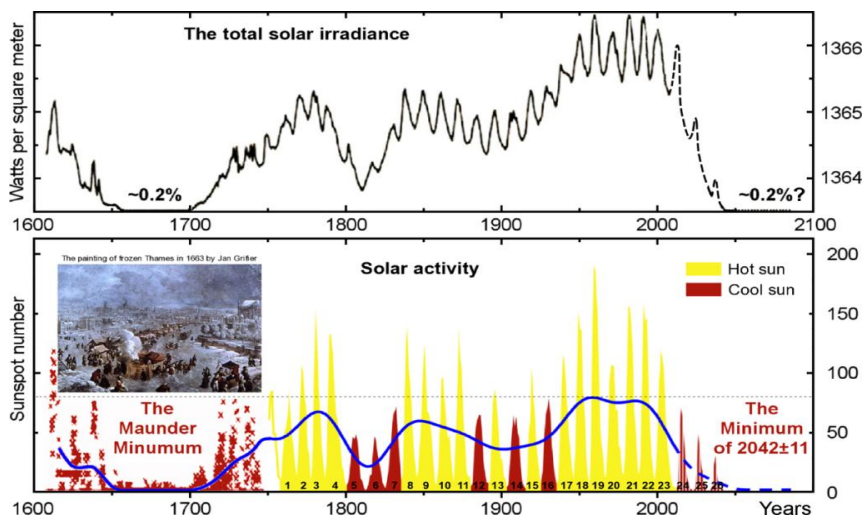 The total solar irradiance
Watts per square meter
1366
1365
1364
~0.2%
~0.2%?
1600 1700 1800 1900 2000 2100
The painting of frozen Thames in 1663 by Jan Grifier
Solar activity
Hot sun
Cool sun
Sunspot number
200
150
100
50
0
The
Maunder
Minumum
The
Minimum
of 2042±11
1 2 3 4 5 6 7 8 9 10 11 12 13 14 15 16 17 18 19 20 21 22 23 24 25 26
1600 1700 1800 1900 2000 Years